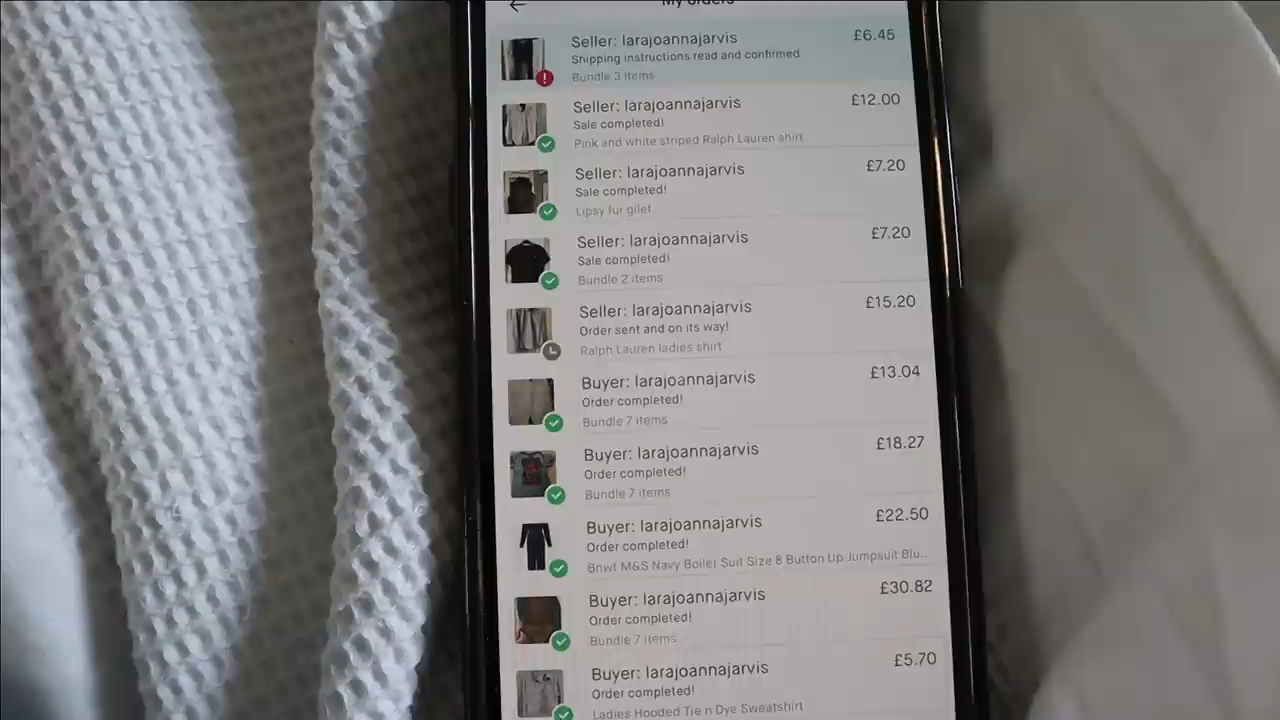 My orders
Seller: larajoannajarvis
£6.45
Shipping instructions read and confirmed
Bundle 3 items
Seller: larajoannajarvis
£12.00
Sale completed!
Pink and white striped Ralph Lauren shirt
Seller: larajoannajarvis
£7.20
Sale completed!
Lipsy fur gilet
Seller: larajoannajarvis
£7.20
Sale completed!
Bundle 2 items
Seller: larajoannajarvis
£15.20
Order sent and on its way!
Ralph Lauren ladies shirt
Buyer: larajoannajarvis
£13.04
Order completed!
Bundle 7 items
Buyer: larajoannajarvis
£18.27
Order completed!
Bundle 7 items
Buyer: larajoannajarvis
£22.50
Order completed!
Bnwt M&S Navy Boiler Suit Size 8 Button Up Jumpsuit Blu...
Buyer: larajoannajarvis
£30.82
Order completed!
Bundle 7 items
Buyer: larajoannajarvis
£5.70
Order completed!
Ladies Hooded Tie n Dye Sweatshirt